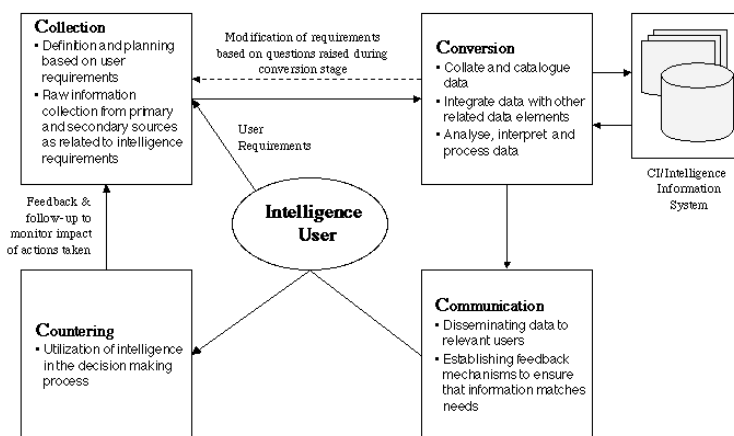 Collection
▪ Definition and planning
based on user
requirements
▪ Raw information
collection from primary
and secondary sources
as related to intelligence
requirements
Modification of requirements
based on questions raised during
conversion stage
Conversion
▪ Collate and catalogue
data
▪ Integrate data with other
related data elements
▪ Analyse, interpret and
process data
CI/Intelligence
Information
System
User
Requirements
Intelligence
User
Feedback &
follow-up to
monitor impact
of actions taken
Countering
▪ Utilization of intelligence
in the decision making
process
Communication
▪ Disseminating data to
relevant users
▪ Establishing feedback
mechanisms to ensure
that information matches
needs